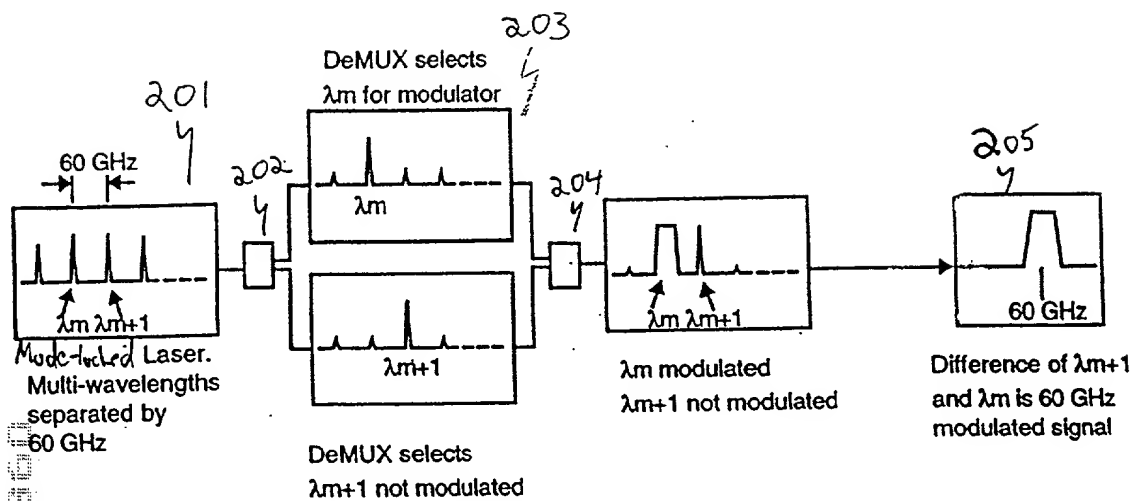 203
DeMUX selects
λm for modulator
201
60 GHz
202
λm
204
205
λm λm+1
λm+1
λm λm+1
60 GHz
Mode-locked Laser.
Multi-wavelengths
separated by
60 GHz
λm modulated
λm+1 not modulated
Difference of λm+1
and λm is 60 GHz
modulated signal
DeMUX selects
λm+1 not modulated